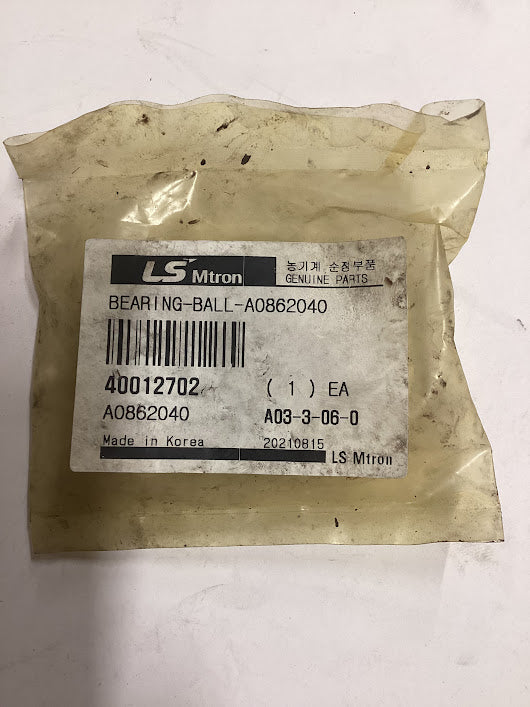 LS Mtron
농기계 순정부품
GENUINE PARTS
BEARING-BALL-A0862040
40012702 ( 1 ) EA
A0862040 A03-3-06-0
Made in Korea 20210815
LS Mtron